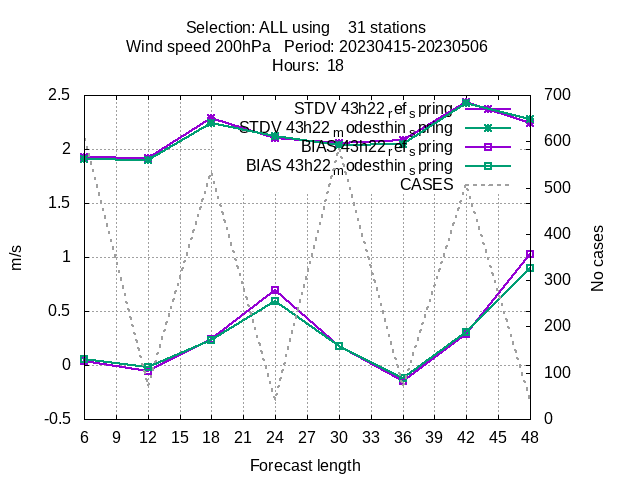 Selection: ALL using    31 stations
Wind speed 200hPa   Period: 20230415-20230506
Hours:  18
STDV 43h22_ref_spring
STDV 43h22_modesthin_spring
BIAS 43h22_ref_spring
BIAS 43h22_modesthin_spring
CASES
m/s
2.5
2
1.5
1
0.5
0
-0.5
No cases
700
600
500
400
300
200
100
0
6 9 12 15 18 21 24 27 30 33 36 39 42 45 48
Forecast length